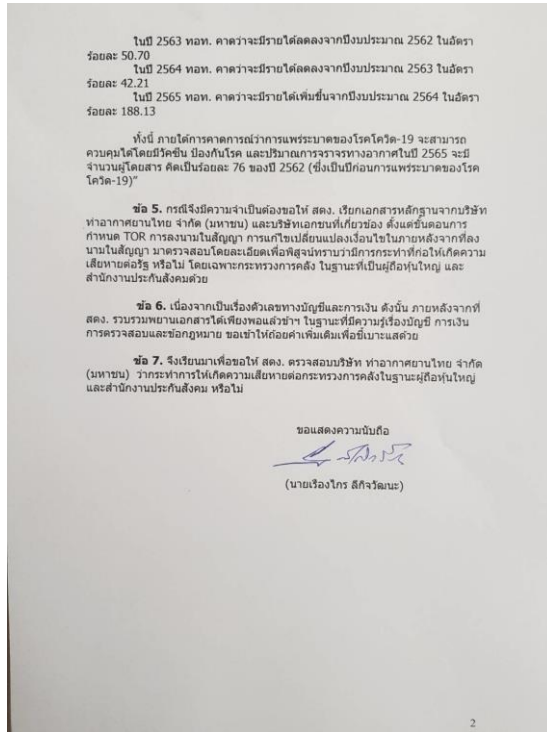 ในปี 2563 ทอท. คาดว่าจะมีรายได้ลดลงจากปีงบประมาณ 2562 ในอัตรา
ร้อยละ 50.70
ในปี 2564 ทอท. คาดว่าจะมีรายได้ลดลงจากปีงบประมาณ 2563 ในอัตรา
ร้อยละ 42.21
ในปี 2565 ทอท. คาดว่าจะมีรายได้เพิ่มขึ้นจากปีงบประมาณ 2564 ในอัตรา
ร้อยละ 188.13
ทั้งนี้ ภายใต้การคาดการณ์ว่าการแพร่ระบาดของโรคโควิด-19 จะสามารถ
ควบคุมได้โดยมีวัคซีน ป้องกันโรค และปริมาณการจราจรทางอากาศในปี 2565 จะมี
จำนวนผู้โดยสาร คิดเป็นร้อยละ 76 ของปี 2562 (ซึ่งเป็นปีก่อนการแพร่ระบาดของโรค
โควิด-19)"
ข้อ 5. กรณีจึงมีความจำเป็นต้องขอให้ สตง. เรียกเอกสารหลักฐานจากบริษัท
ท่าอากาศยานไทย จำกัด (มหาชน) และบริษัทเอกชนที่เกี่ยวข้อง ตั้งแต่ขั้นตอนการ
กำหนด TOR การลงนามในสัญญา การแก้ไขเปลี่ยนแปลงเงื่อนไขในภายหลังจากที่ลง
นามในสัญญา มาตรวจสอบโดยละเอียดเพื่อพิสูจน์ทราบว่ามีการกระทำที่ก่อให้เกิดความ
เสียหายต่อรัฐ หรือไม่ โดยเฉพาะกระทรวงการคลัง ในฐานะที่เป็นผู้ถือหุ้นใหญ่ และ
สำนักงานประกันสังคมด้วย
ข้อ 6. เนื่องจากเป็นเรื่องตัวเลขทางบัญชีและการเงิน ดังนั้น ภายหลังจากที่
สตง. รวบรวมพยานเอกสารได้เพียงพอแล้วข้าฯ ในฐานะที่มีความรู้เรื่องบัญชี การเงิน
การตรวจสอบและข้อกฎหมาย ขอเข้าให้ถ้อยคำเพิ่มเติมเพื่อชี้เบาะแสด้วย
ข้อ 7. จึงเรียนมาเพื่อขอให้ สตง. ตรวจสอบบริษัท ท่าอากาศยานไทย จำกัด
(มหาชน) ว่ากระทำการให้เกิดความเสียหายต่อกระทรวงการคลังในฐานะผู้ถือหุ้นใหญ่
และสำนักงานประกันสังคม หรือไม่
ขอแสดงความนับถือ
(นายเรืองไกร ลีกิจวัฒนะ)
2